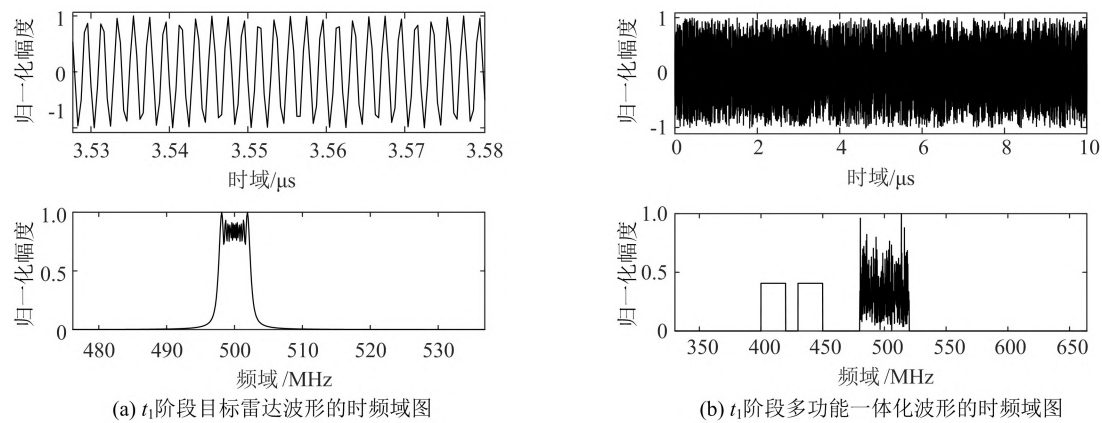 归一化幅度
1
0
-1
3.53 3.54 3.55 3.56 3.57 3.58
时域/μs
归一化幅度
1.0
0.5
0
480 490 500 510 520 530
频域 /MHz
(a) t₁阶段目标雷达波形的时频域图
归一化幅度
1
0
-1
0 2 4 6 8 10
时域/μs
归一化幅度
1.0
0.5
0
350 400 450 500 550 600 650
频域 /MHz
(b) t₁阶段多功能一体化波形的时频域图